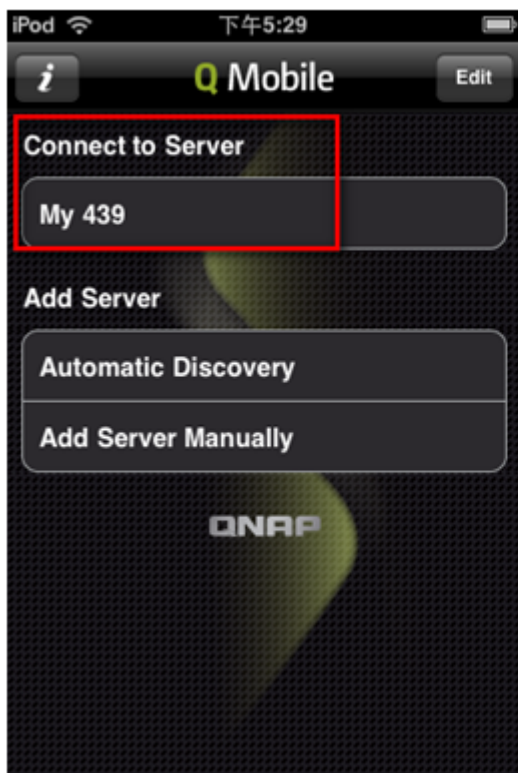 iPod 下午5:29
i Q Mobile Edit
Connect to Server
My 439
Add Server
Automatic Discovery
Add Server Manually
QNAP